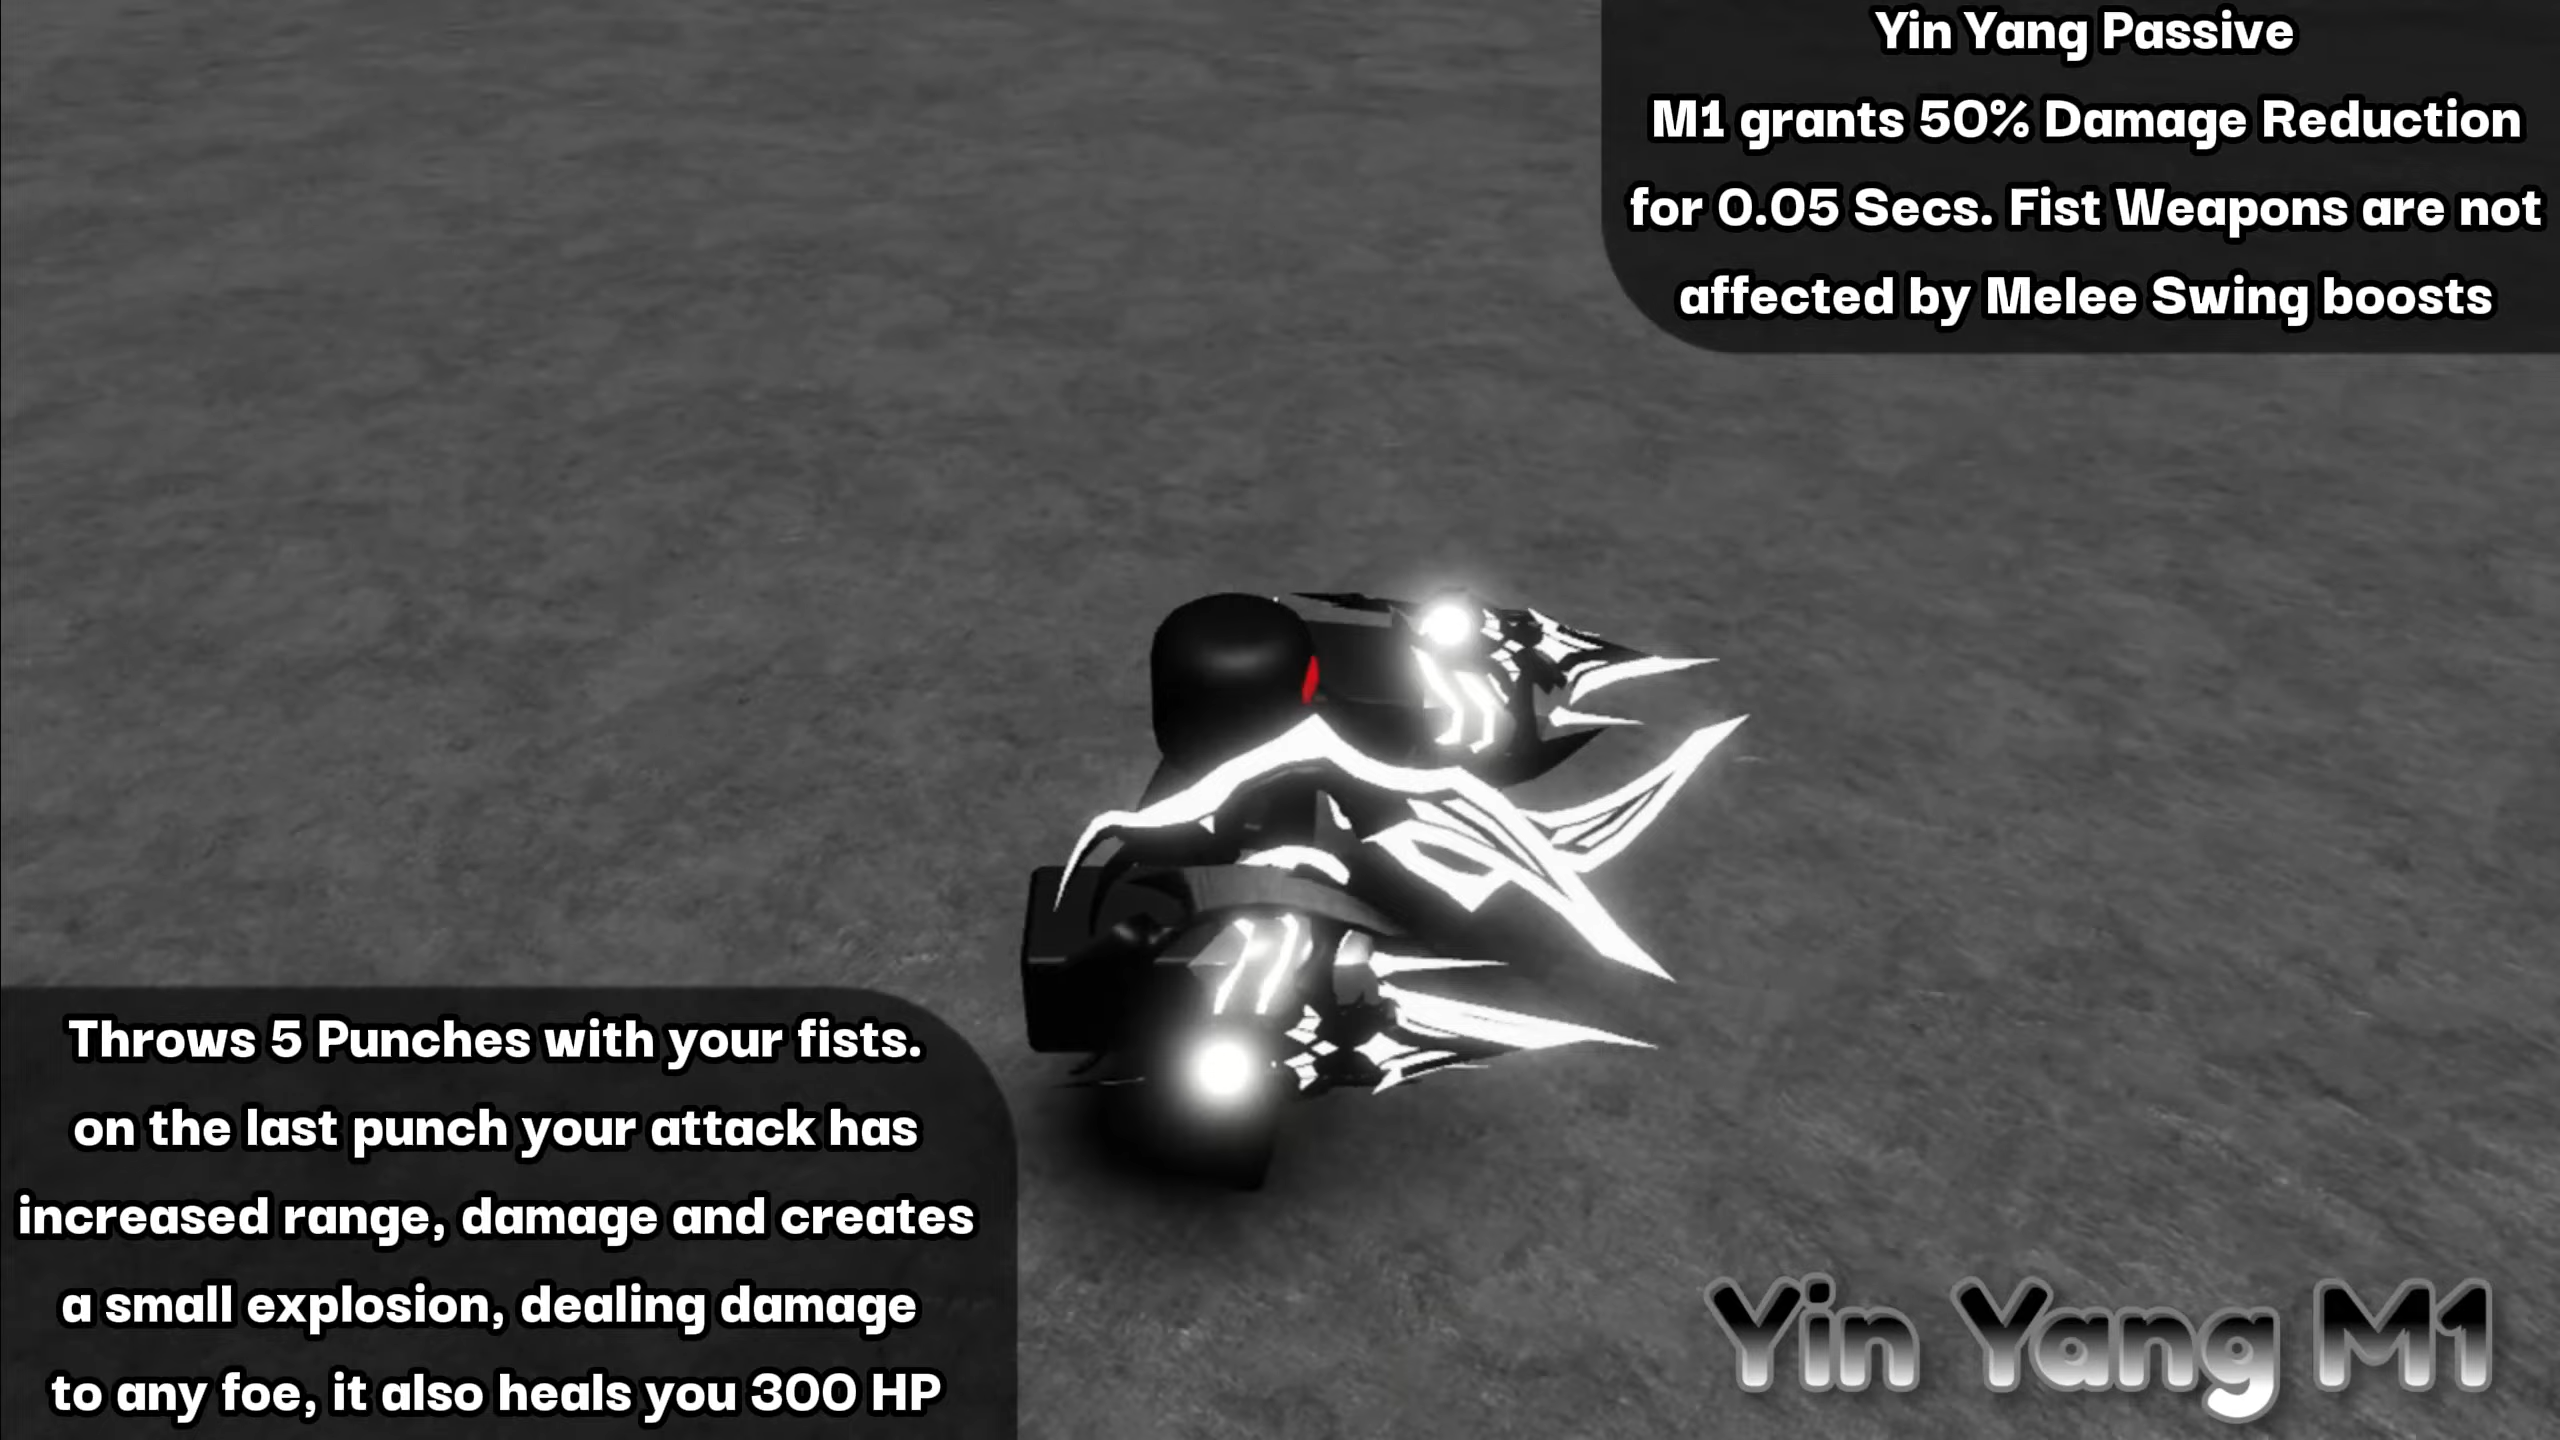 Yin Yang Passive
M1 grants 50% Damage Reduction
for 0.05 Secs. Fist Weapons are not
affected by Melee Swing boosts
Throws 5 Punches with your fists.
on the last punch your attack has
increased range, damage and creates
a small explosion, dealing damage
to any foe, it also heals you 300 HP
Yin Yang M1